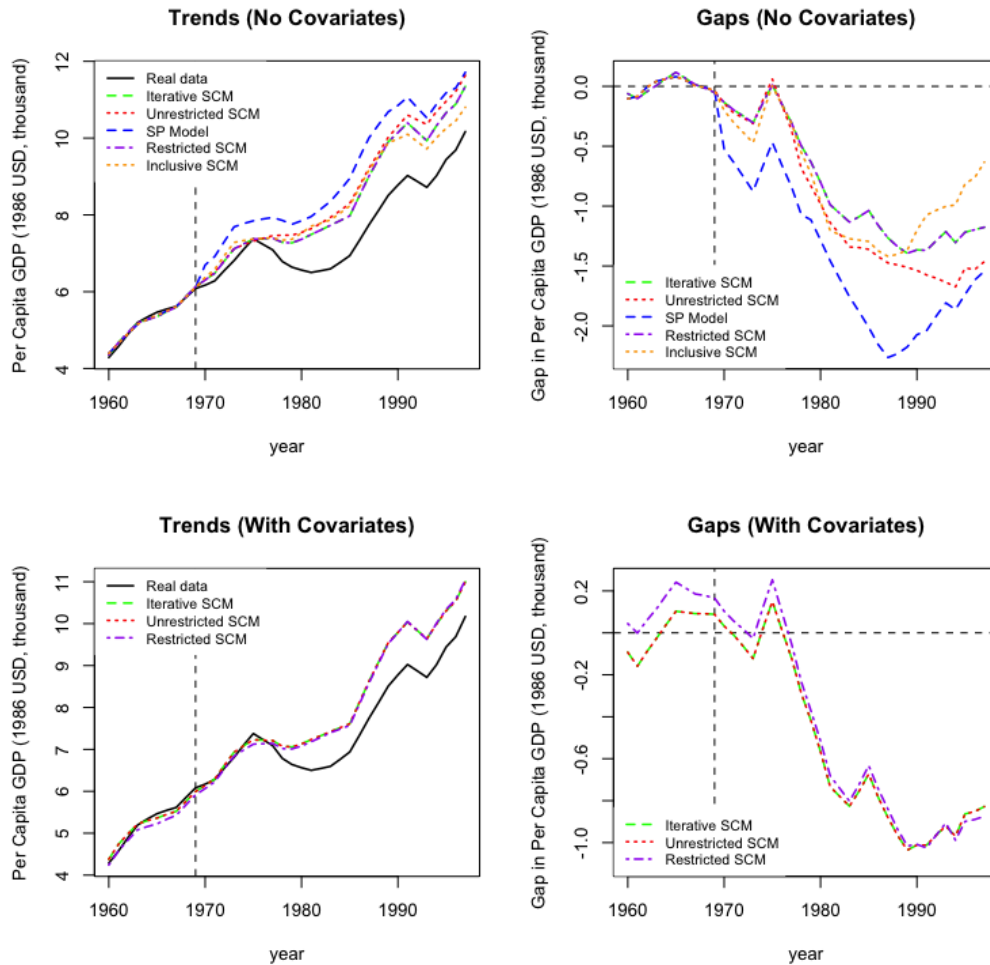 Trends (No Covariates)
Per Capita GDP (1986 USD, thousand)
12
10
8
6
4
Real data
Iterative SCM
Unrestricted SCM
SP Model
Restricted SCM
Inclusive SCM
1960 1970 1980 1990
year
Gaps (No Covariates)
Gap in Per Capita GDP (1986 USD, thousand)
0.0
-0.5
-1.0
-1.5
-2.0
Iterative SCM
Unrestricted SCM
SP Model
Restricted SCM
Inclusive SCM
1960 1970 1980 1990
year
Trends (With Covariates)
Per Capita GDP (1986 USD, thousand)
11
10
9
8
7
6
5
4
Real data
Iterative SCM
Unrestricted SCM
Restricted SCM
1960 1970 1980 1990
year
Gaps (With Covariates)
Gap in Per Capita GDP (1986 USD, thousand)
0.2
-0.2
-0.6
-1.0
Iterative SCM
Unrestricted SCM
Restricted SCM
1960 1970 1980 1990
year